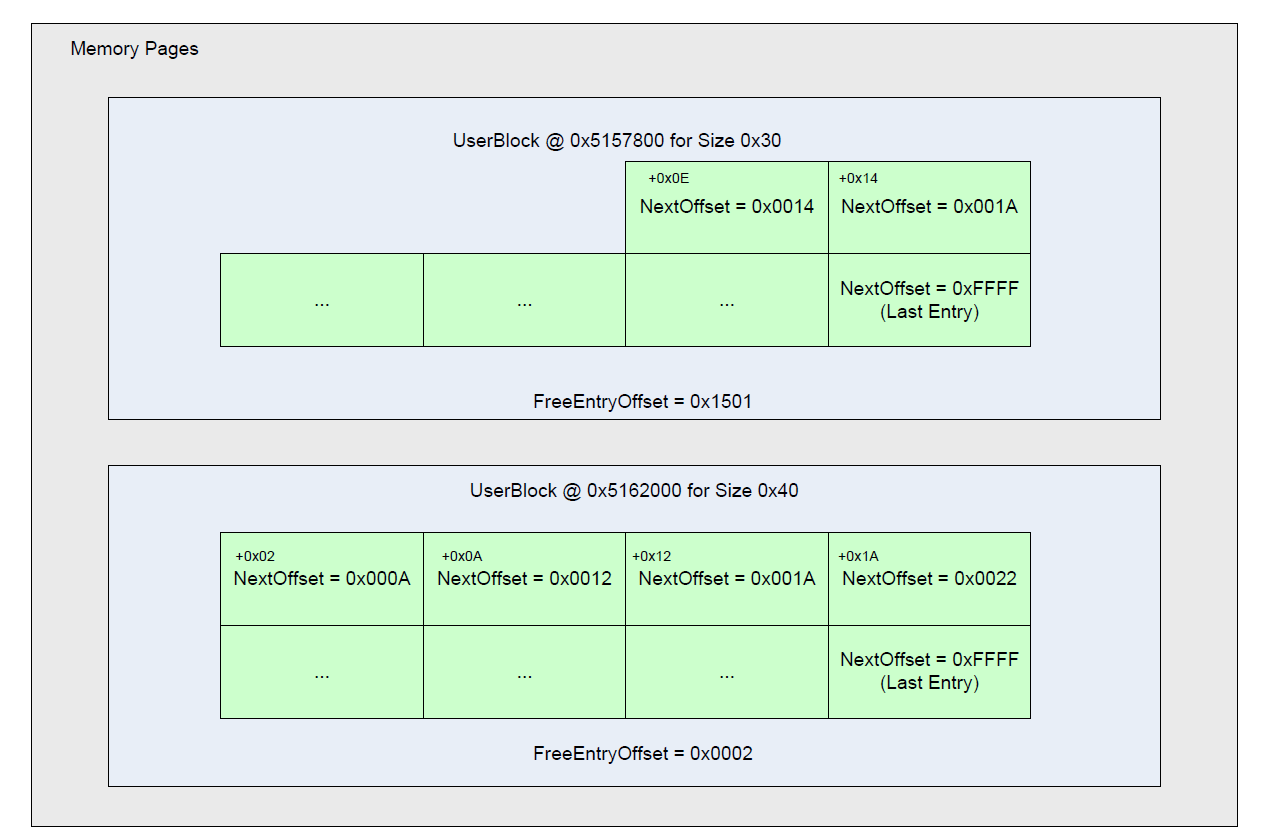 Memory Pages
UserBlock @ 0x5157800 for Size 0x30
+0x0E
NextOffset = 0x0014
+0x14
NextOffset = 0x001A
...
...
...
NextOffset = 0xFFFF
(Last Entry)
FreeEntryOffset = 0x1501
UserBlock @ 0x5162000 for Size 0x40
+0x02
NextOffset = 0x000A
+0x0A
NextOffset = 0x0012
+0x12
NextOffset = 0x001A
+0x1A
NextOffset = 0x0022
...
...
...
NextOffset = 0xFFFF
(Last Entry)
FreeEntryOffset = 0x0002